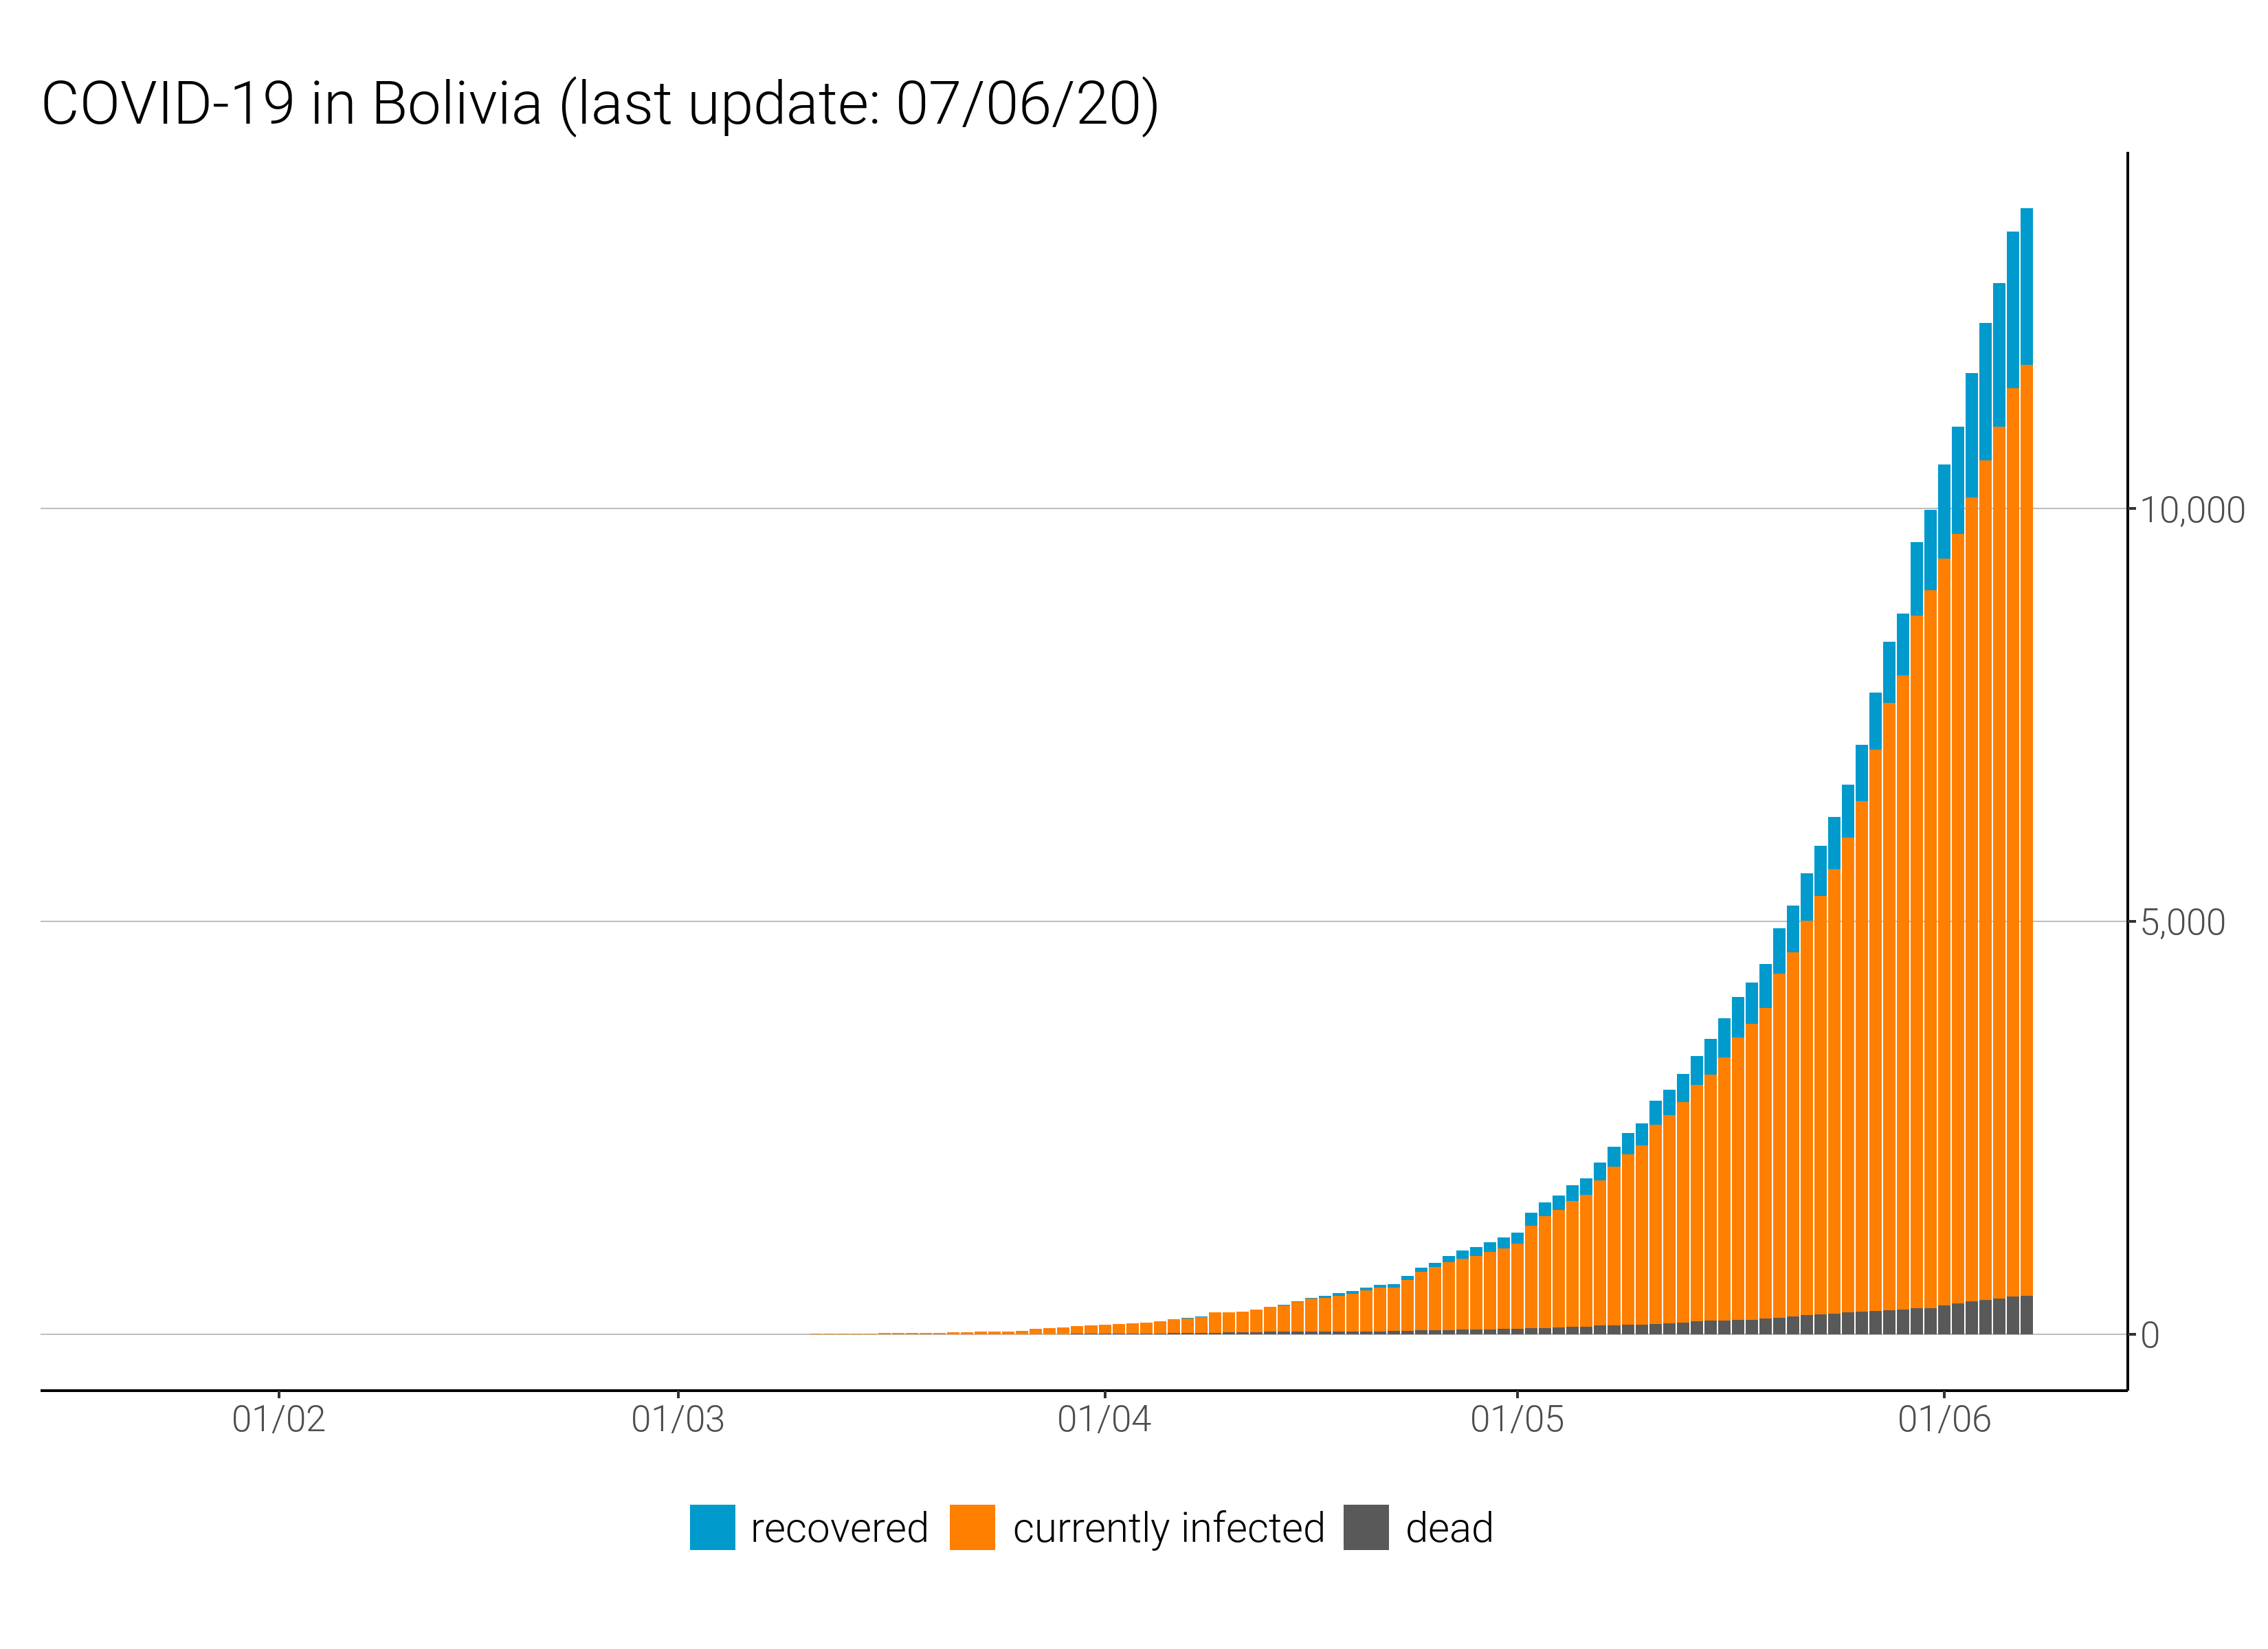 COVID-19 in Bolivia (last update: 07/06/20)
10,000
5,000
0
01/02 01/03 01/04 01/05 01/06
recovered currently infected dead